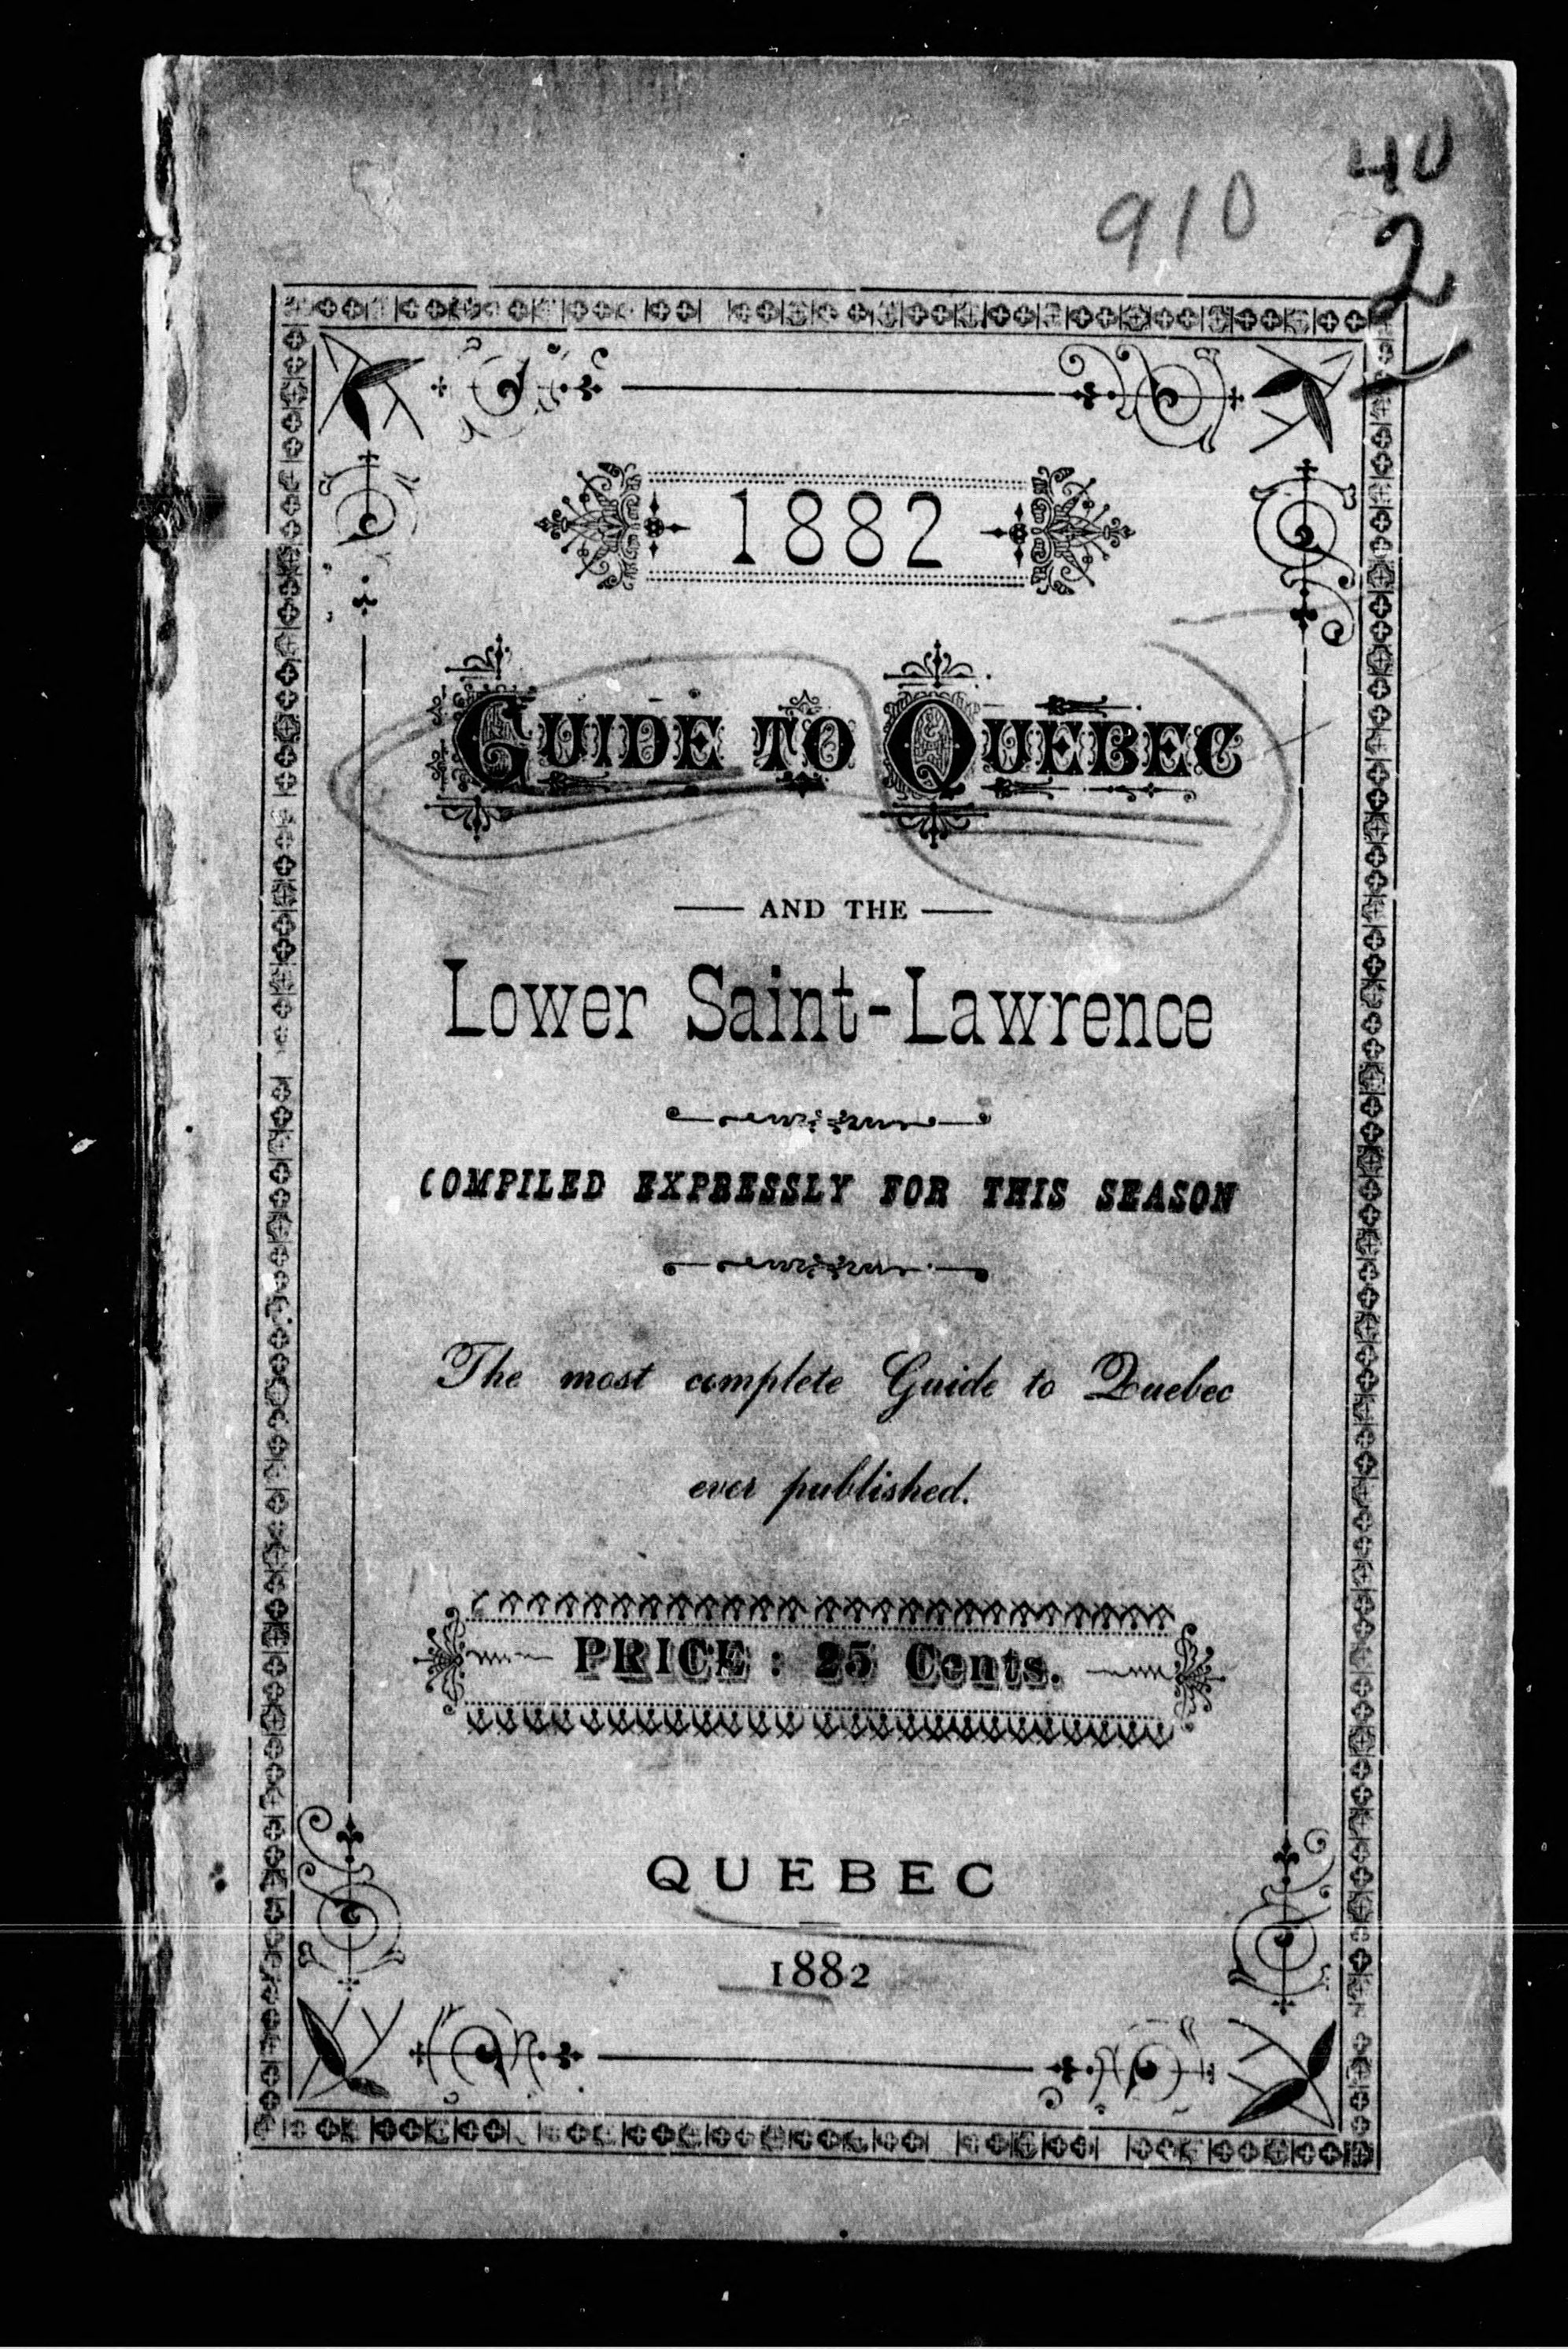 40
910
2
1882
GUIDE TO QUEBEC
AND THE
Lower Saint-Lawrence
COMPILED EXPRESSLY FOR THIS SEASON
The most complete Guide to Quebec
ever published.
PRICE : 25 Cents.
QUEBEC
1882